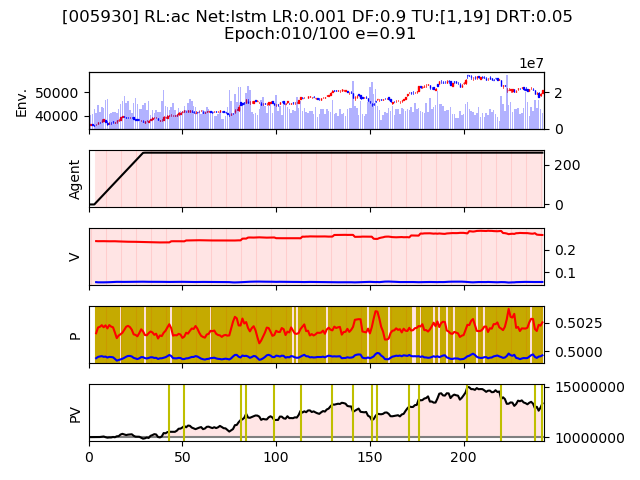 [005930] RL:ac Net:lstm LR:0.001 DF:0.9 TU:[1,19] DRT:0.05
Epoch:010/100 e=0.91
1e7
Env.
50000
40000
2
0
Agent
200
0
V
0.2
0.1
P
0.5025
0.5000
PV
15000000
10000000
0 50 100 150 200